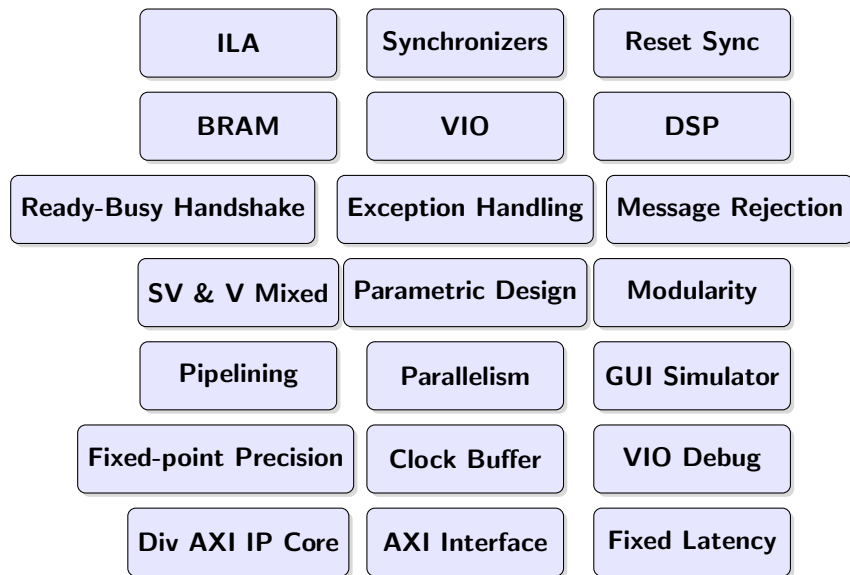 ILA
Synchronizers
Reset Sync
BRAM
VIO
DSP
Ready-Busy Handshake
Exception Handling
Message Rejection
SV & V Mixed
Parametric Design
Modularity
Pipelining
Parallelism
GUI Simulator
Fixed-point Precision
Clock Buffer
VIO Debug
Div AXI IP Core
AXI Interface
Fixed Latency